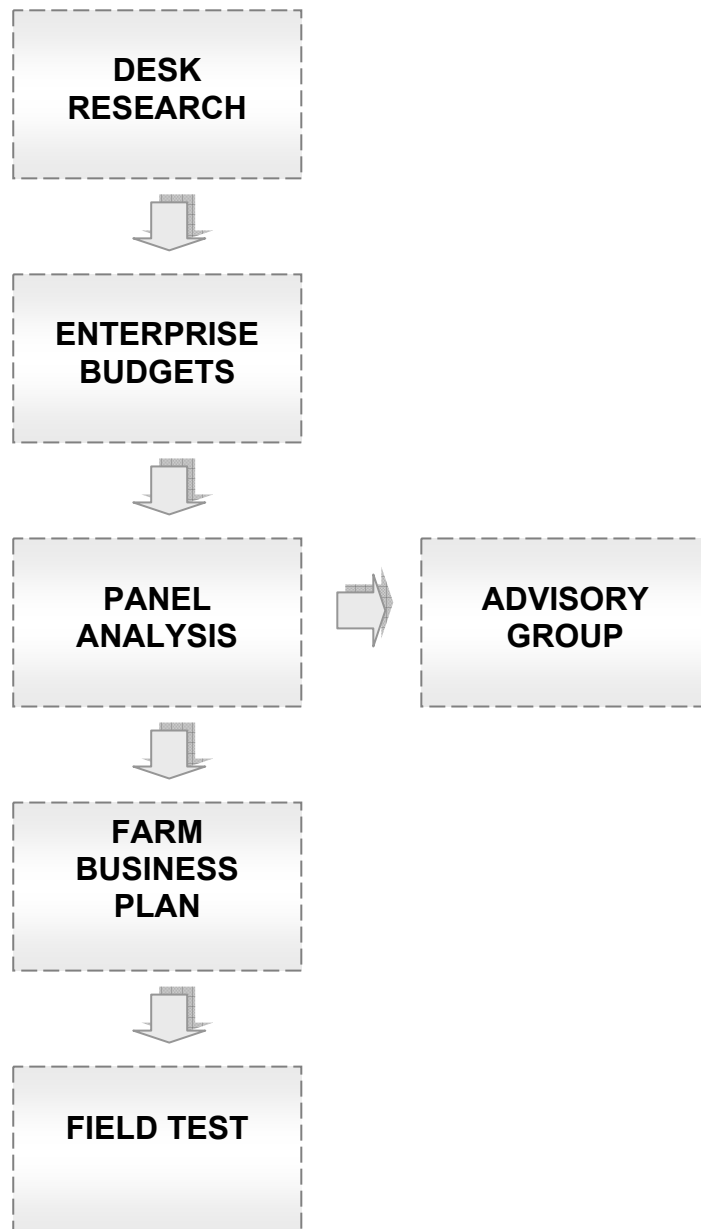 DESK
RESEARCH
ENTERPRISE
BUDGETS
PANEL
ANALYSIS
ADVISORY
GROUP
FARM
BUSINESS
PLAN
FIELD TEST